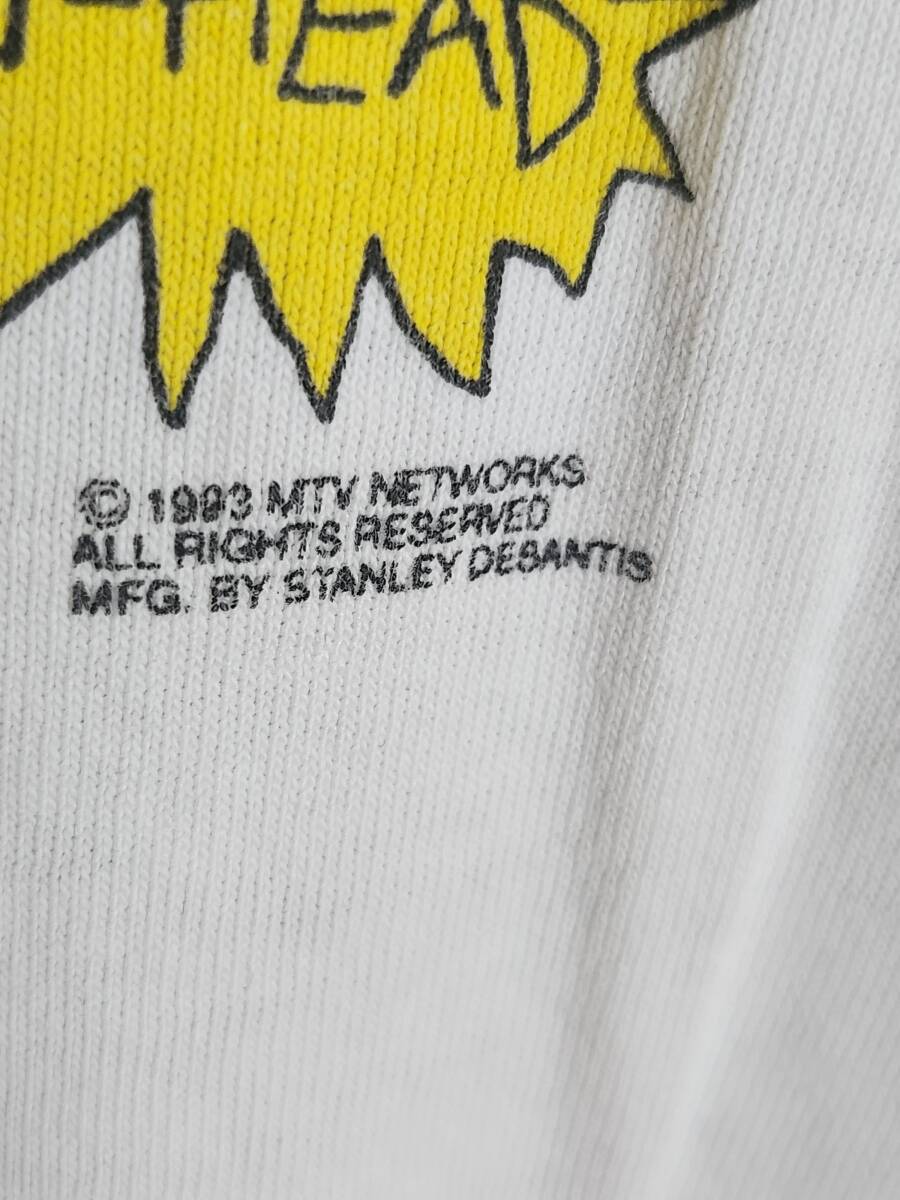 T-HEAD
© 1993 MTV NETWORKS
ALL RIGHTS RESERVED
MFG. BY STANLEY DESANTIS